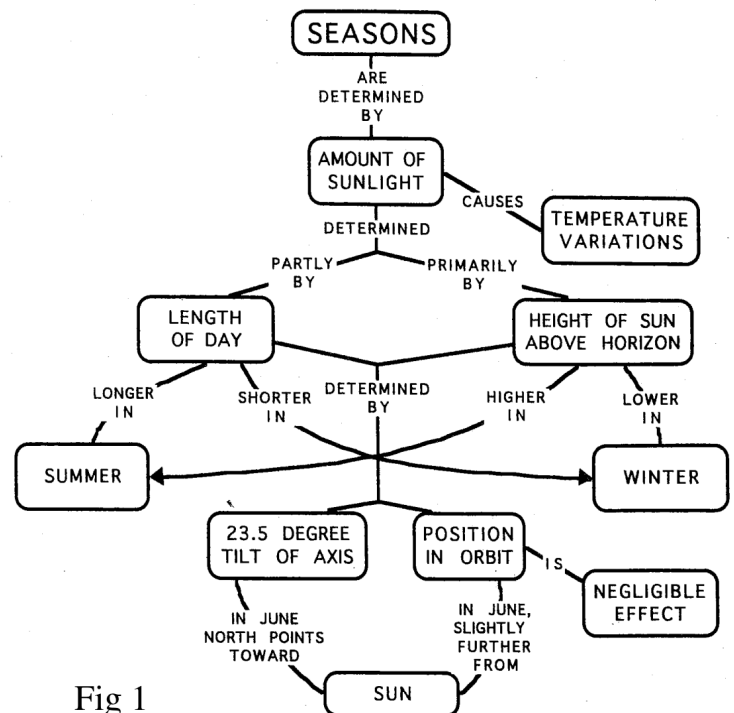 SEASONS
ARE
DETERMINED
BY
AMOUNT OF
SUNLIGHT
CAUSES
TEMPERATURE
VARIATIONS
DETERMINED
PARTLY
BY
PRIMARILY
BY
LENGTH
OF DAY
HEIGHT OF SUN
ABOVE HORIZON
LONGER
IN
SHORTER
IN
DETERMINED
BY
HIGHER
IN
LOWER
IN
SUMMER
WINTER
23.5 DEGREE
TILT OF AXIS
POSITION
IN ORBIT
IS
NEGLIGIBLE
EFFECT
IN JUNE
NORTH POINTS
TOWARD
IN JUNE,
SLIGHTLY
FURTHER
FROM
SUN
Fig 1